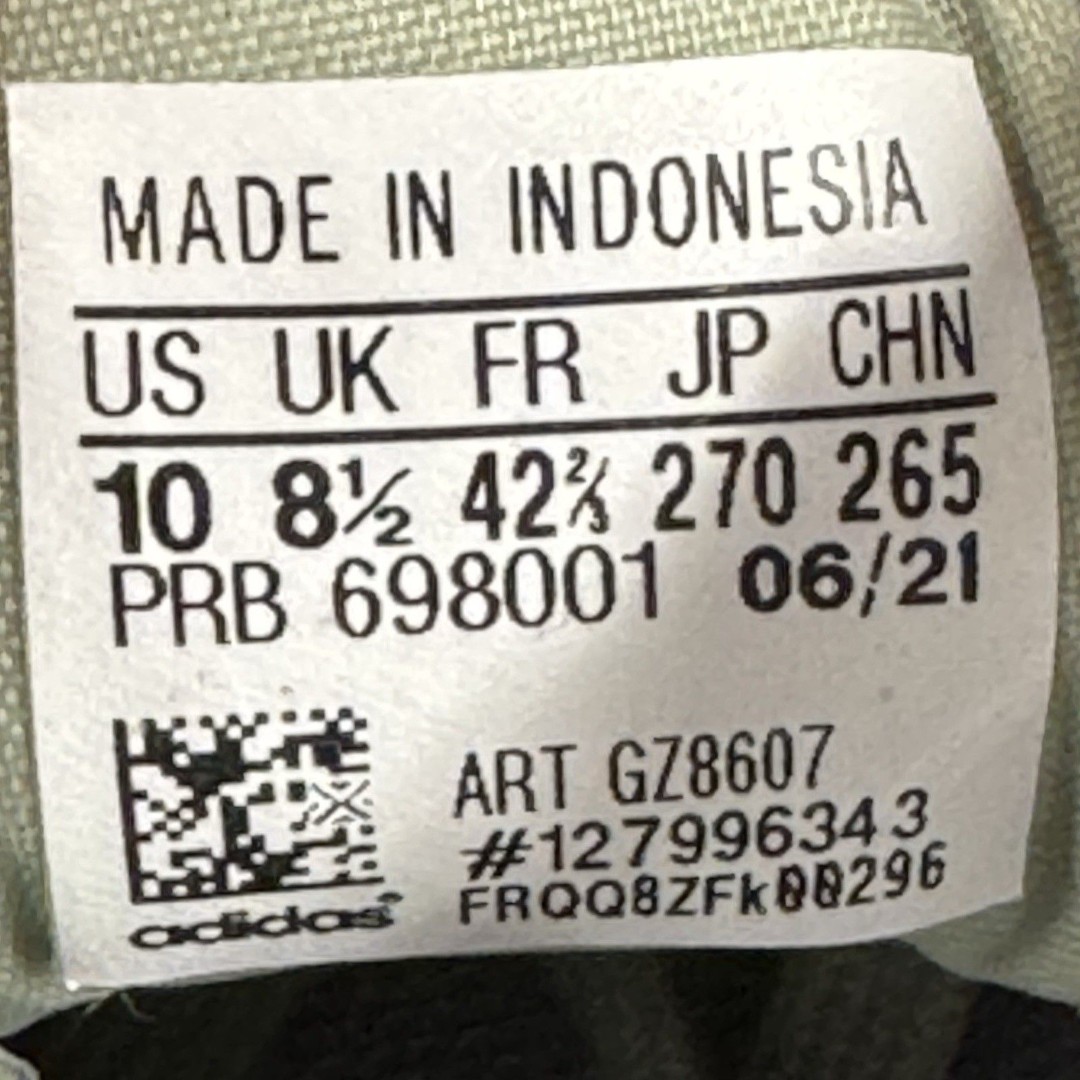 MADE IN INDONESIA
US UK FR JP CHN
10 8½ 42⅔ 270 265
PRB 698001 06/21
ART GZ8607
#127996343
FRQQ8ZFk00296
adidas